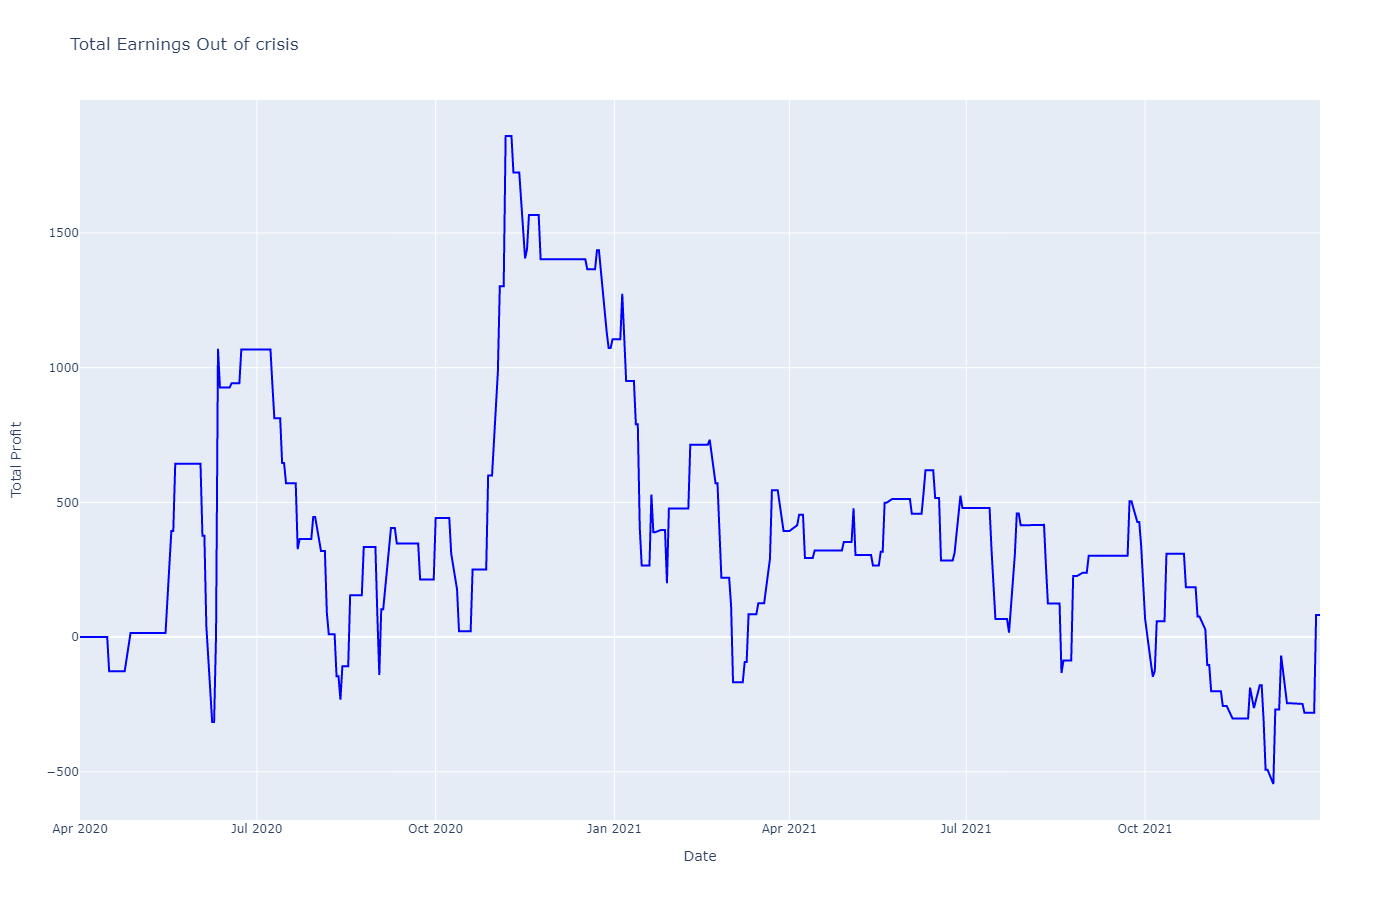 Total Earnings Out of crisis
Total Profit
1500
1000
500
0
−500
Apr 2020
Jul 2020
Oct 2020
Jan 2021
Apr 2021
Jul 2021
Oct 2021
Date